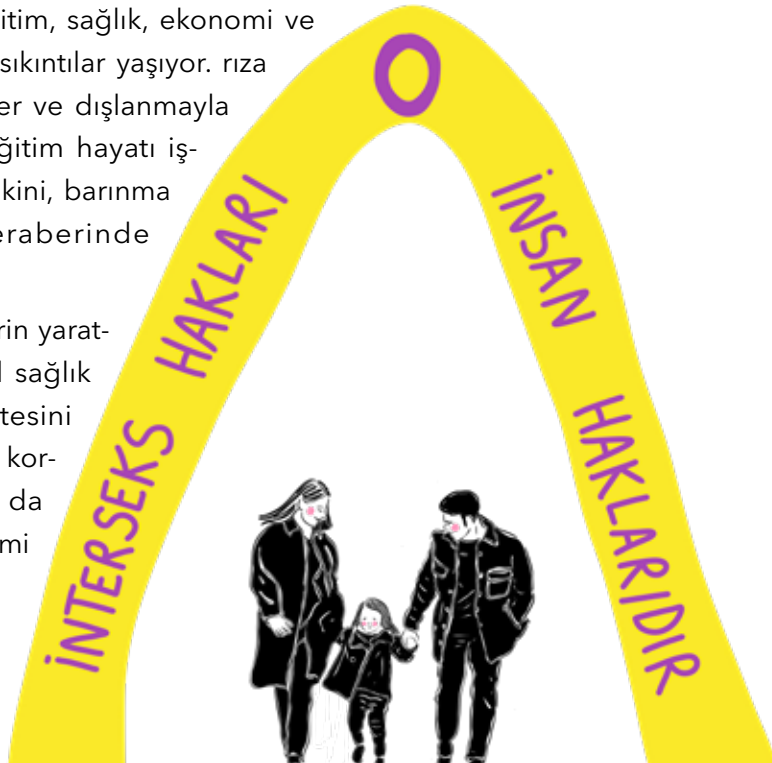 itim, sağlık, ekonomi ve
sıkıntılar yaşıyor. rıza
er ve dışlanmayla
ğitim hayatı iş-
kini, barınma
eraberinde
rin yarat-
l sağlık
tesini
kor-
da
mi
İNTERSEKS HAKLARI
İNSAN HAKLARIDIR